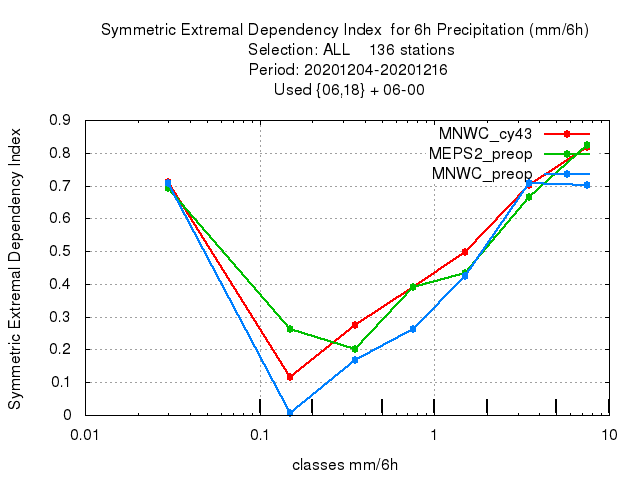 Symmetric Extremal Dependency Index  for 6h Precipitation (mm/6h)
Selection: ALL    136 stations
Period: 20201204-20201216
Used {06,18} + 06-00
Symmetric Extremal Dependency Index
0.9
0.8
0.7
0.6
0.5
0.4
0.3
0.2
0.1
0
MNWC_cy43
MEPS2_preop
MNWC_preop
0.01 0.1 1 10
classes mm/6h